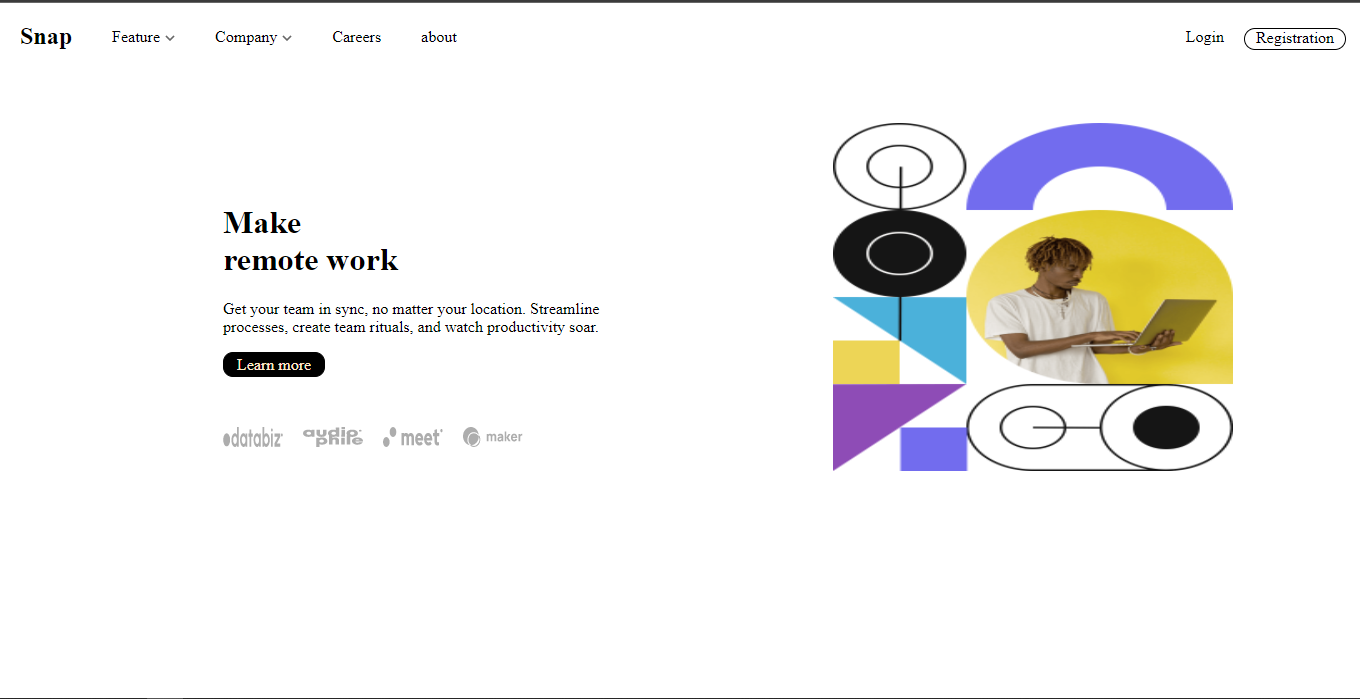 Snap Feature Company Careers about Login Registration
Make
remote work
Get your team in sync, no matter your location. Streamline
processes, create team rituals, and watch productivity soar.
Learn more
databiz audiophile meet maker